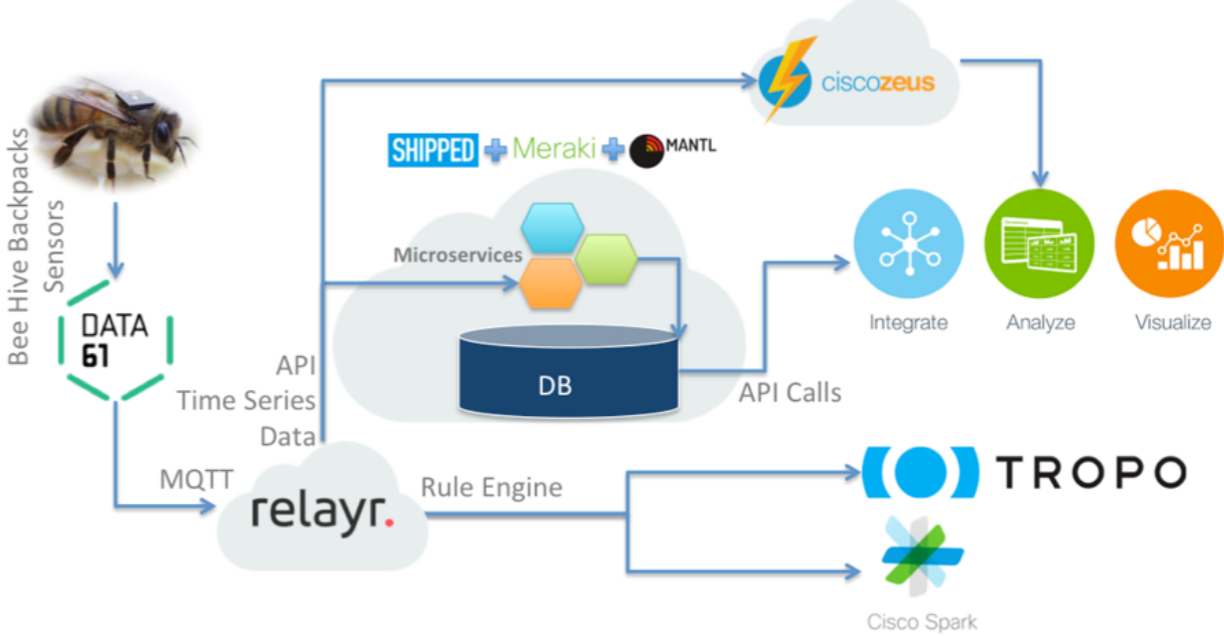 ciscozeus
SHIPPED + Meraki + MANTL
Bee Hive Backpacks
Sensors
Microservices
DATA
61
Integrate
Analyze
Visualize
API
Time Series
Data
DB
API Calls
MQTT
relayr.
Rule Engine
TROPO
Cisco Spark